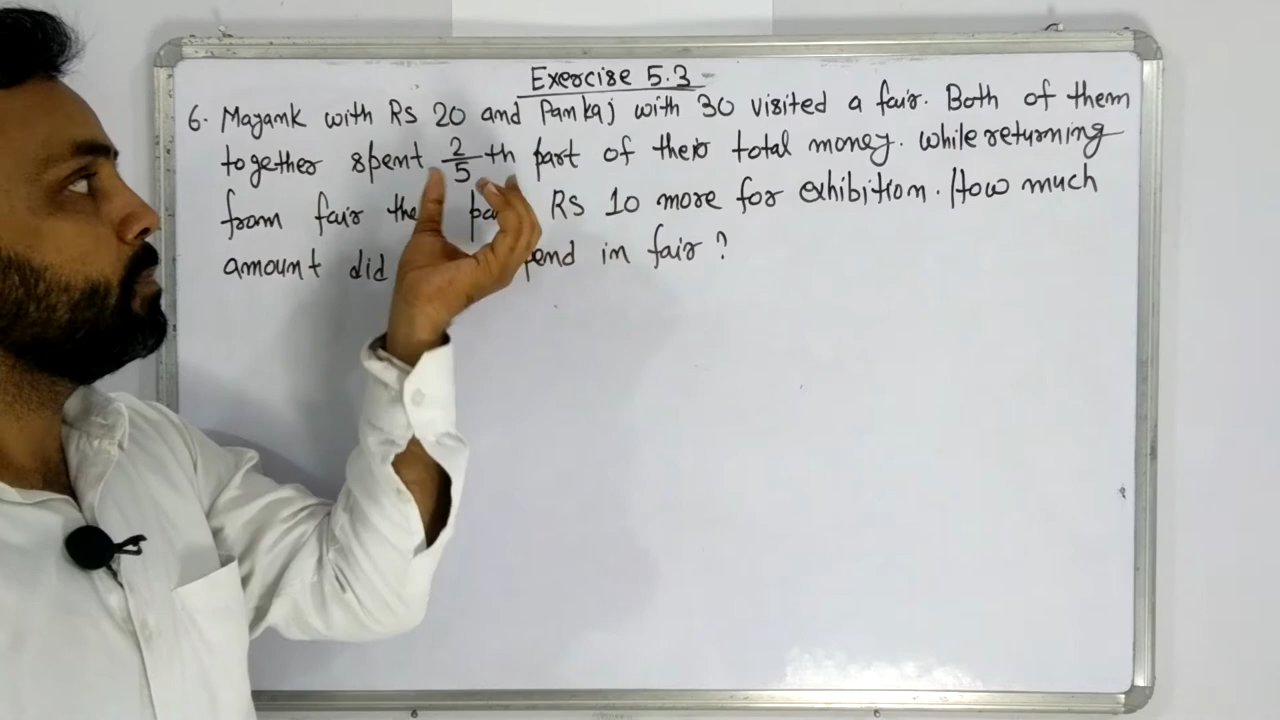 Exercise 5.3
6. Mayank with Rs 20 and Pankaj with 30 visited a fair. Both of them
together spent 2/5 th part of their total money. while returning
from fair the Rs 10 more for exhibition. How much
amount did in fair?